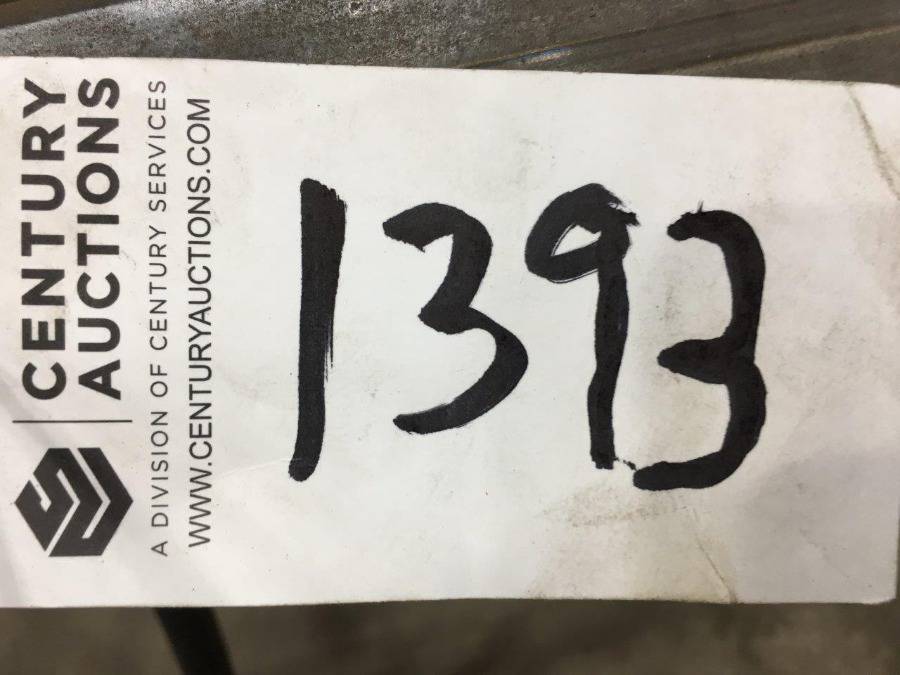 CENTURY
AUCTIONS
A DIVISION OF CENTURY SERVICES
WWW.CENTURYAUCTIONS.COM
1393